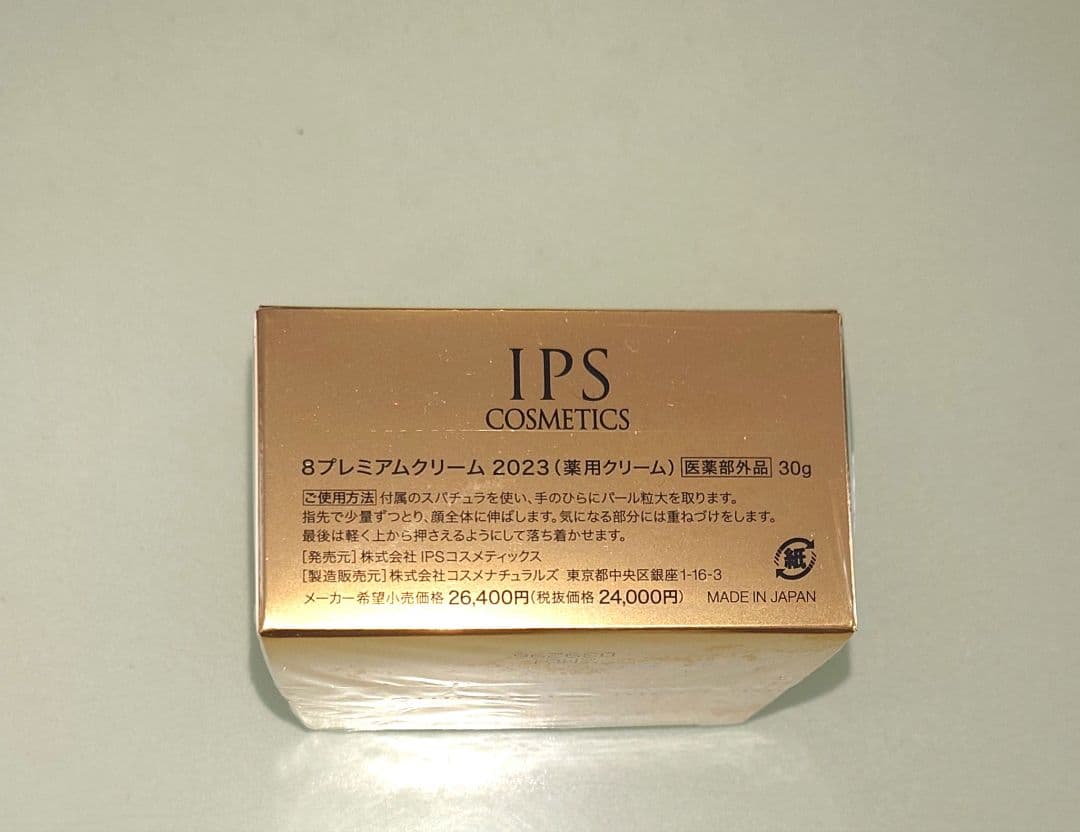 IPS
COSMETICS
8プレミアムクリーム 2023(薬用クリーム) 医薬部外品 30g
ご使用方法 付属のスパチュラを使い、手のひらにパール粒大を取ります。
指先で少量ずつとり、顔全体に伸ばします。気になる部分には重ねづけをします。
最後は軽く上から押さえるようにして落ち着かせます。
[発売元] 株式会社 IPSコスメティックス
[製造販売元] 株式会社 コスメナチュラルズ 東京都中央区銀座1-16-3
紙
メーカー希望小売価格 26,400円(税抜価格 24,000円) MADE IN JAPAN